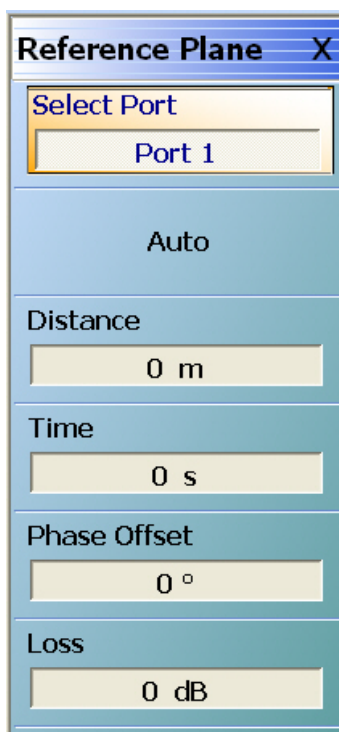 Reference Plane X
Select Port
Port 1
Auto
Distance
0 m
Time
0 s
Phase Offset
0 °
Loss
0 dB